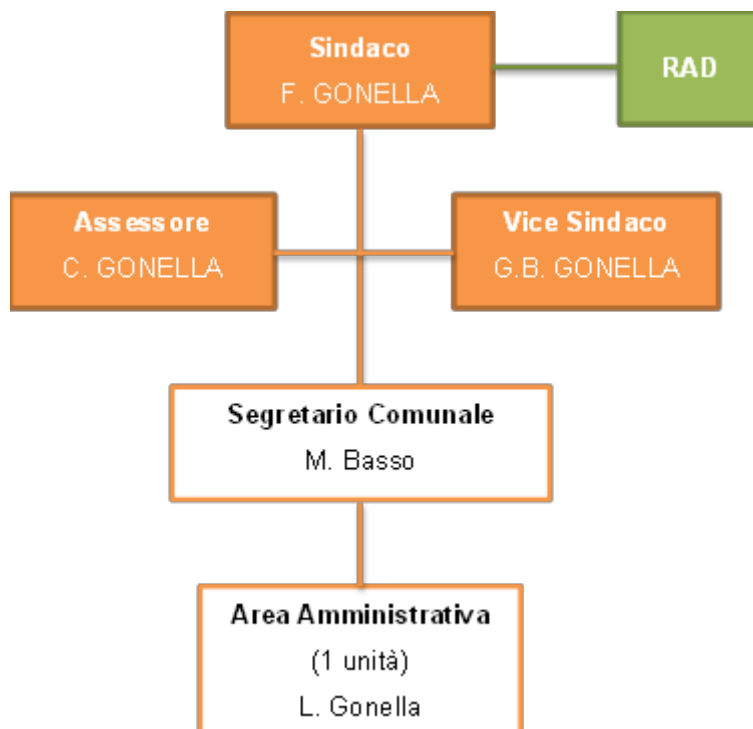 Sindaco
F. GONELLA
RAD
Assessore
C. GONELLA
Vice Sindaco
G.B. GONELLA
Segretario Comunale
M. Basso
Area Amministrativa
(1 unità)
L. Gonella